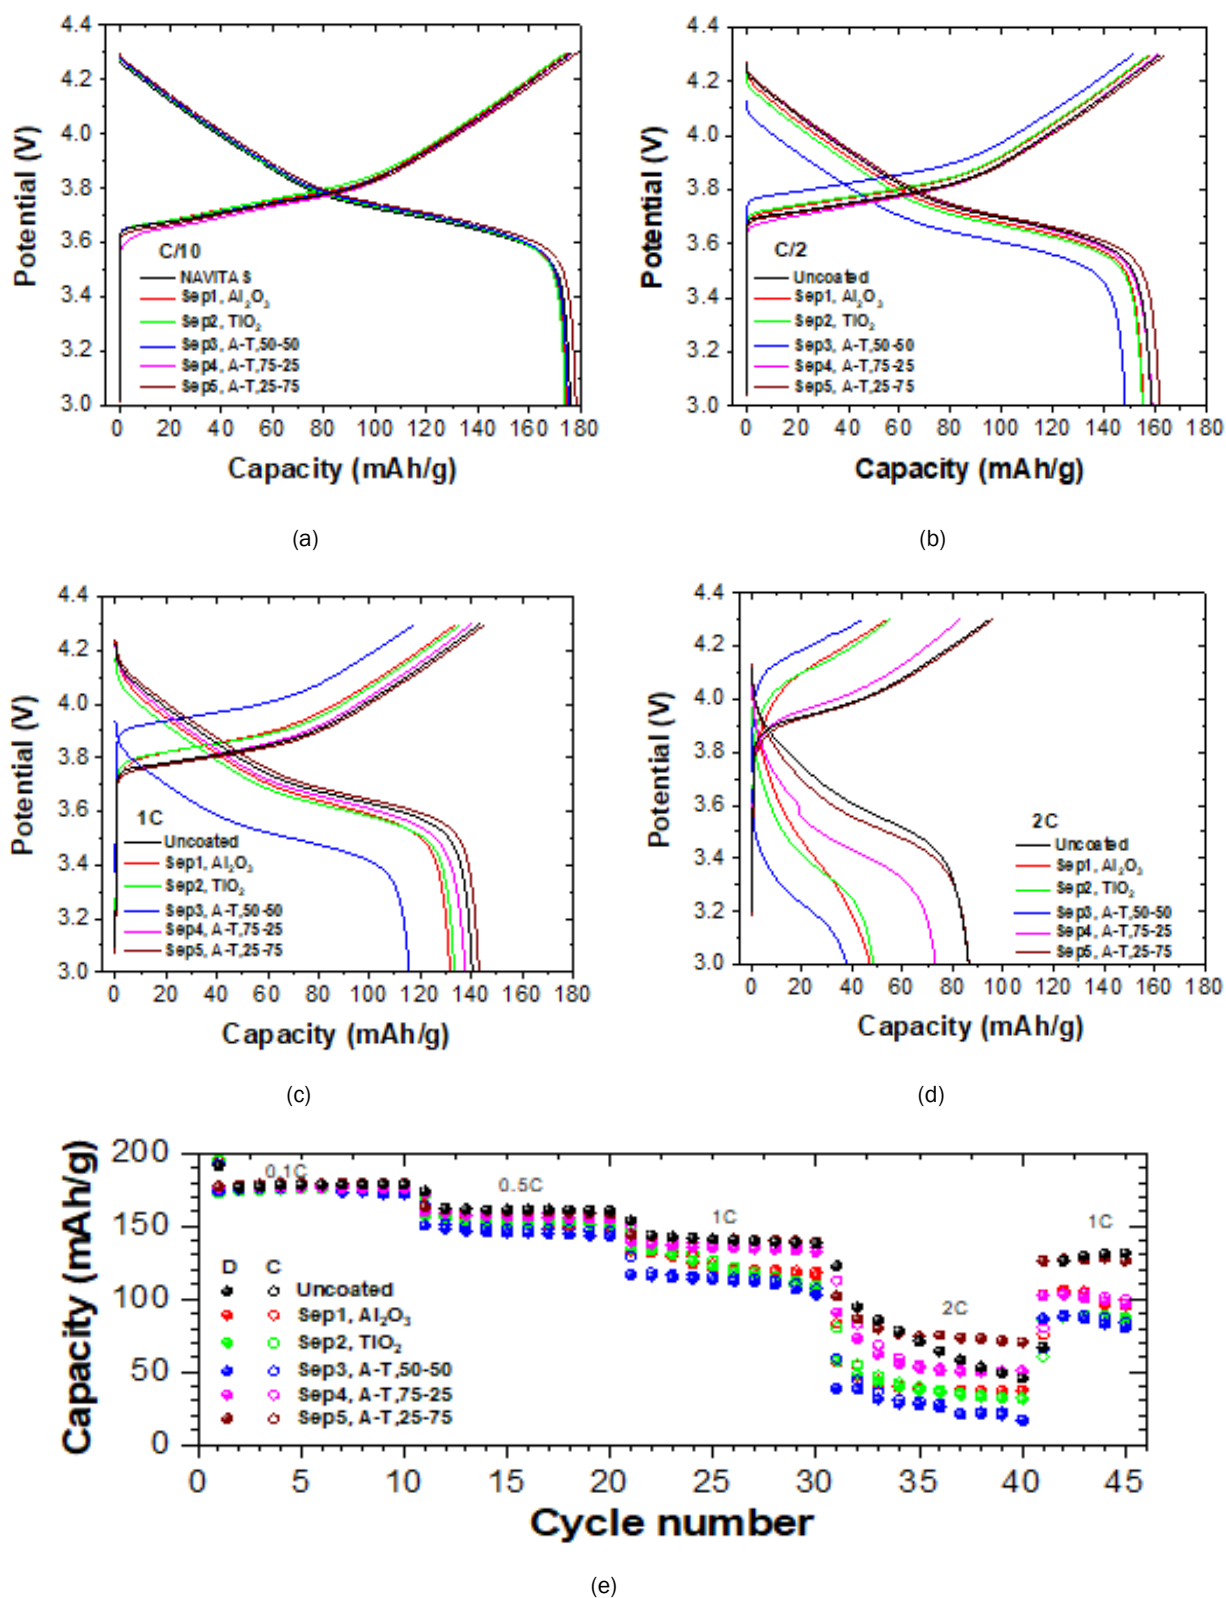 4.4
4.2
4.0
3.8
3.6
3.4
3.2
3.0
Potential (V)
C/10
NAVITAS
Sep1, Al₂O₃
Sep2, TiO₂
Sep3, A-T,50-50
Sep4, A-T,75-25
Sep5, A-T,25-75
0 20 40 60 80 100 120 140 160 180
Capacity (mAh/g)
(a)
4.4
4.2
4.0
3.8
3.6
3.4
3.2
3.0
Potential (V)
C/2
Uncoated
Sep1, Al₂O₃
Sep2, TiO₂
Sep3, A-T,50-50
Sep4, A-T,75-25
Sep5, A-T,25-75
0 20 40 60 80 100 120 140 160 180
Capacity (mAh/g)
(b)
4.4
4.2
4.0
3.8
3.6
3.4
3.2
3.0
Potential (V)
1C
Uncoated
Sep1, Al₂O₃
Sep2, TiO₂
Sep3, A-T,50-50
Sep4, A-T,75-25
Sep5, A-T,25-75
0 20 40 60 80 100 120 140 160 180
Capacity (mAh/g)
(c)
4.4
4.2
4.0
3.8
3.6
3.4
3.2
3.0
Potential (V)
2C
Uncoated
Sep1, Al₂O₃
Sep2, TiO₂
Sep3, A-T,50-50
Sep4, A-T,75-25
Sep5, A-T,25-75
0 20 40 60 80 100 120 140 160 180
Capacity (mAh/g)
(d)
200
150
100
50
0
Capacity (mAh/g)
0.1C
0.5C
1C
2C
1C
D C
Uncoated
Sep1, Al₂O₃
Sep2, TiO₂
Sep3, A-T,50-50
Sep4, A-T,75-25
Sep5, A-T,25-75
0 5 10 15 20 25 30 35 40 45
Cycle number
(e)